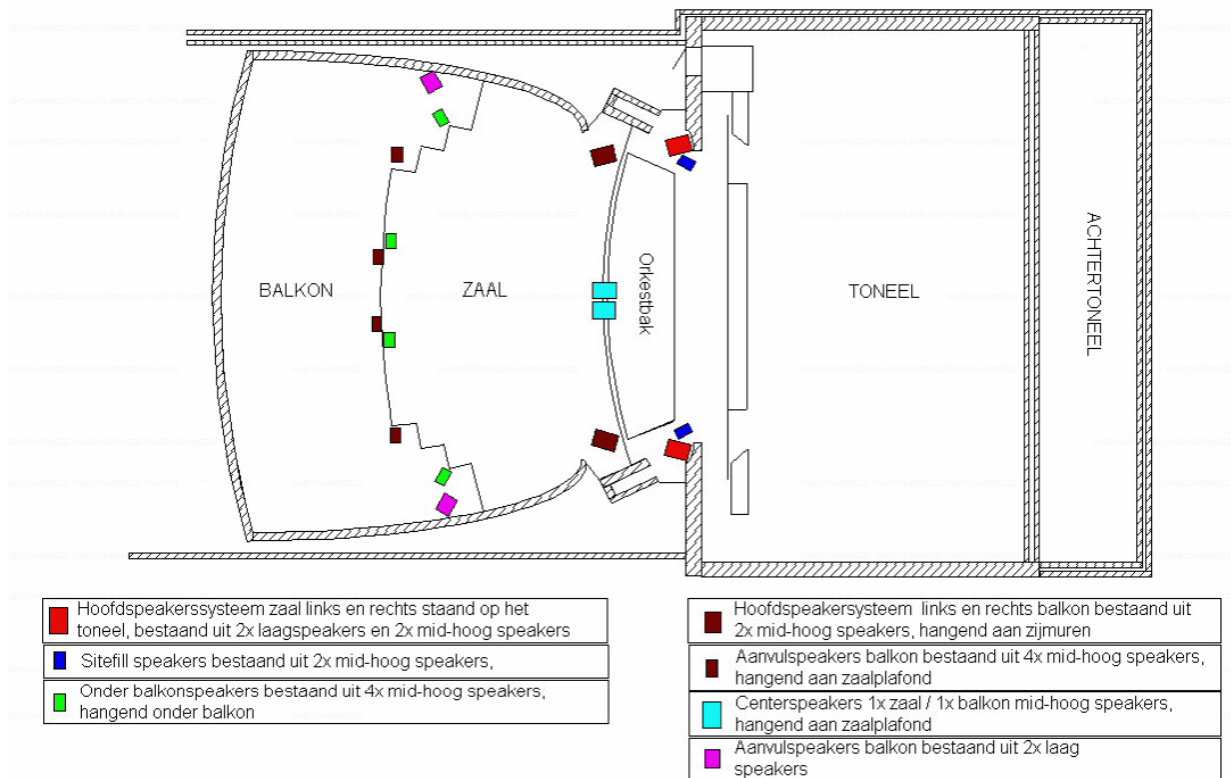 BALKON
ZAAL
Orkestbak
TONEEL
ACHTERTONEEL
Hoofdspeakerssysteem zaal links en rechts staand op het
toneel, bestaand uit 2x laagspeakers en 2x mid-hoog speakers
Sitefill speakers bestaand uit 2x mid-hoog speakers,
Onder balkonspeakers bestaand uit 4x mid-hoog speakers,
hangend onder balkon
Hoofdspeakersysteem links en rechts balkon bestaand uit
2x mid-hoog speakers, hangend aan zijmuren
Aanvulspeakers balkon bestaand uit 4x mid-hoog speakers,
hangend aan zaalplafond
Centerspeakers 1x zaal / 1x balkon mid-hoog speakers,
hangend aan zaalplafond
Aanvulspeakers balkon bestaand uit 2x laag
speakers